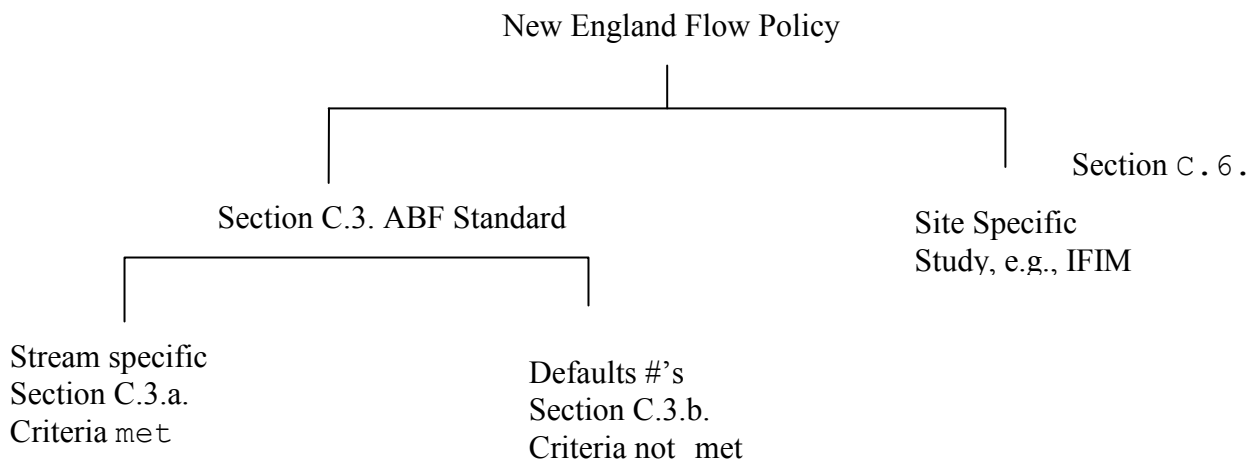 New England Flow Policy
Section C.6.
Section C.3. ABF Standard
Site Specific
Study, e.g., IFIM
Stream specific
Section C.3.a.
Criteria met
Defaults #’s
Section C.3.b.
Criteria not met